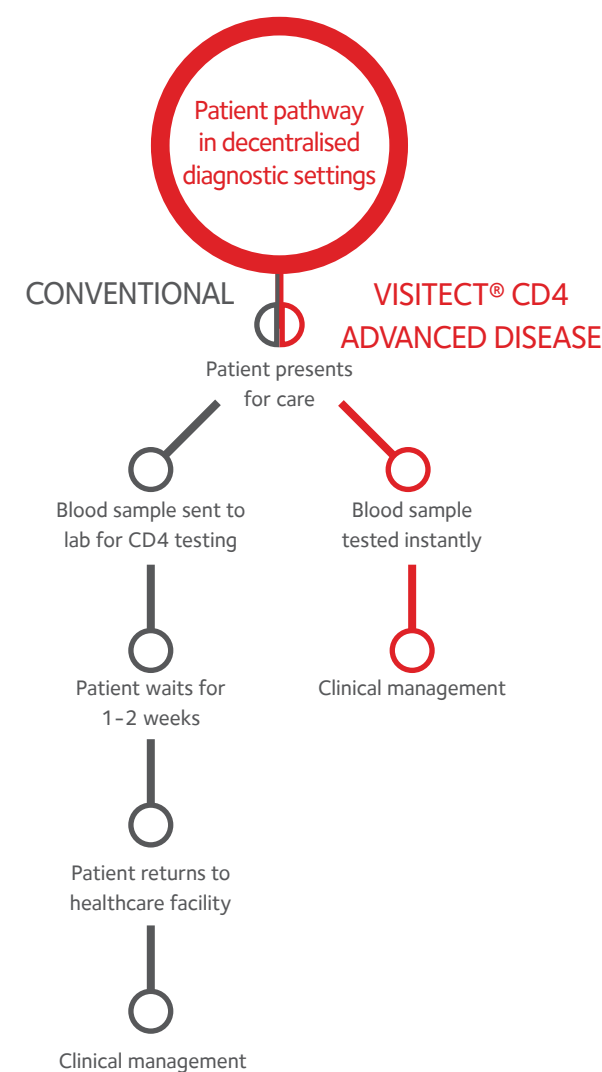 Patient pathway
in decentralised
diagnostic settings
CONVENTIONAL
VISITECT® CD4
ADVANCED DISEASE
Patient presents
for care
Blood sample sent to
lab for CD4 testing
Blood sample
tested instantly
Patient waits for
1-2 weeks
Clinical management
Patient returns to
healthcare facility
Clinical management